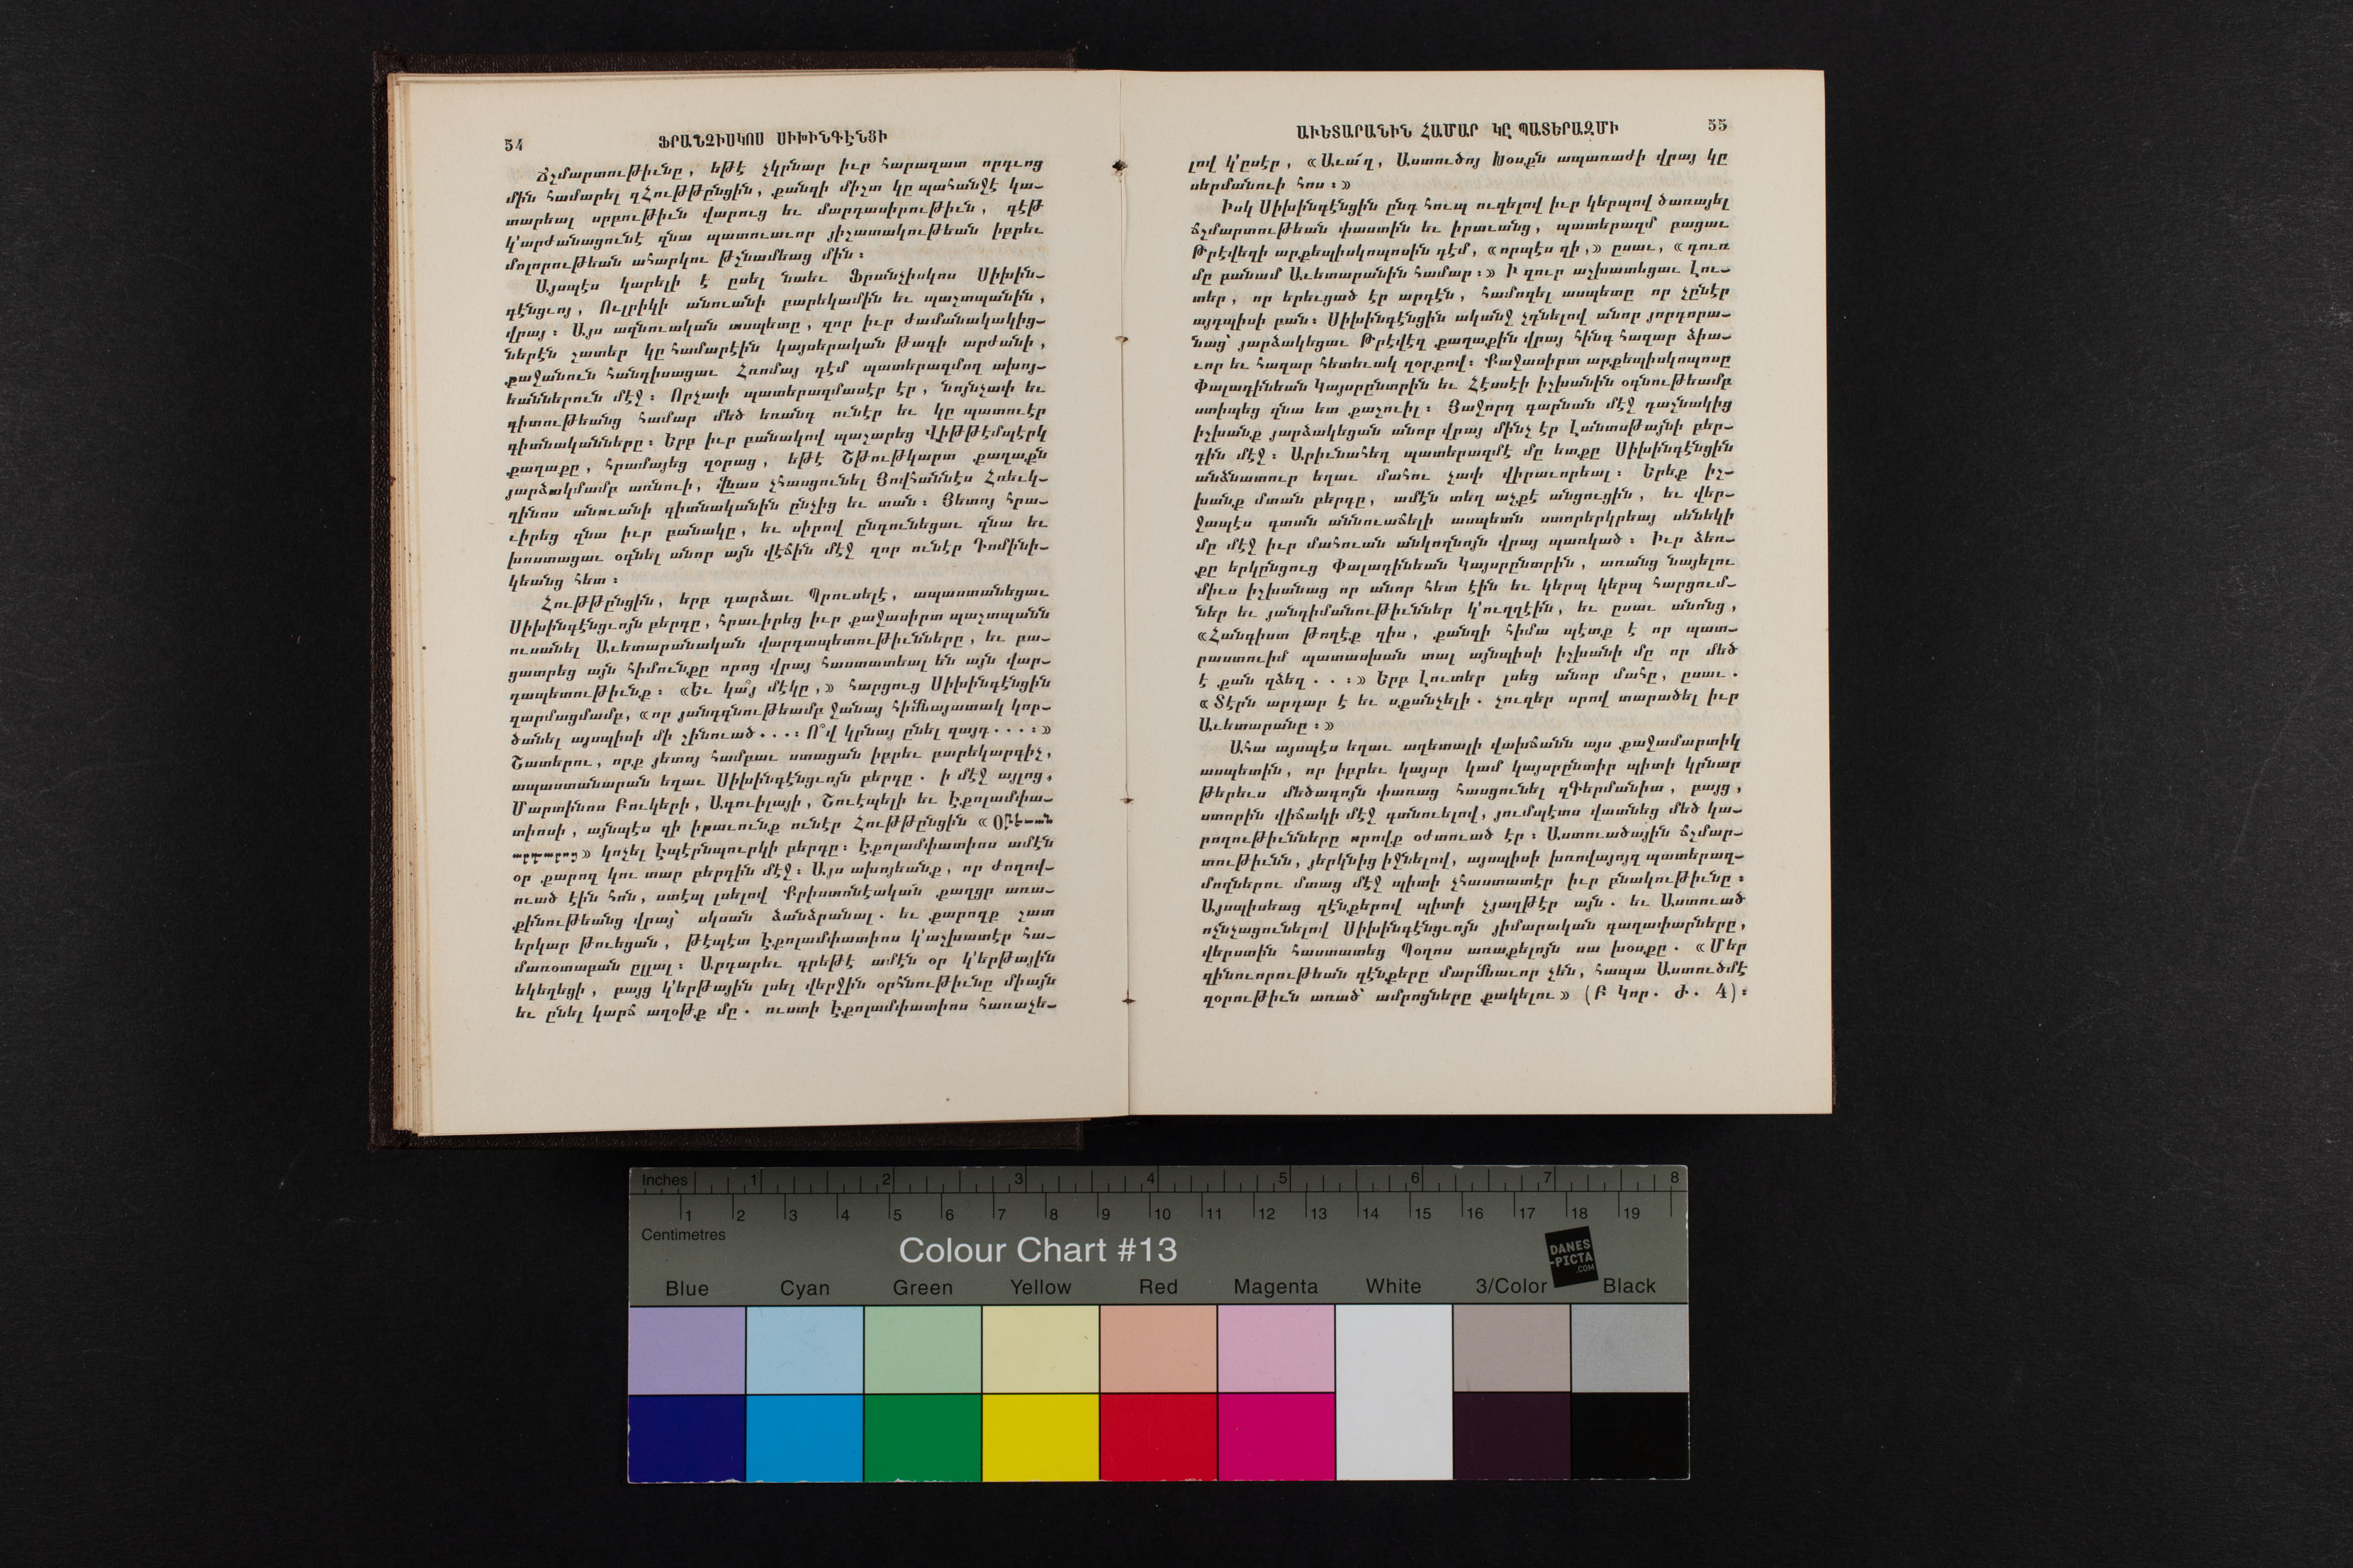 54 ՖՐԱՆՉԻՍԿՈՍ ՍԻԽԻՆԳԷՆՑԻ
Ճշմարտութիւնը, եթէ չկրնար իւր հարազատ որդւոց
մին համարել զՀութթընցին, քանզի միշտ կը պահանջէ կա-
տարեալ սրբութիւն վարուց եւ մարդասիրութիւն, գէթ
կ'արժանացունէ զնա պատուաւոր յիշատակութեան իբրեւ
մոլորութեան ահարկու թշնամեաց մին։
Այսպէս կարելի է ըսել նաեւ Ֆրանչիսկոս Սիխին-
գէնցւոյ, Ուլրիկի անուանի բարեկամին եւ պաշտպանին,
վրայ։ Այս ազնուական ասպետը, զոր իւր ժամանակակից-
ներէն շատեր կը համարէին կայսերական թագի արժանի,
քաջանուն հանդիսացաւ Հռոմայ դէմ պատերազմող ախոյ-
եաններուն մէջ։ Որչափ պատերազմասէր էր, նոյնչափ եւ
գիտութեանց համար մեծ եռանդ ունէր եւ կը պատուէր
գիտնականները։ Երբ իւր բանակով պաշարեց Վիթթէմպէրկ
քաղաքը, հրամայեց զօրաց, եթէ Շթութկարտ քաղաքն
յարձակմամբ առնուի, վնաս չհասցունել Յովհաննէս Հռեւկ-
ղինոս անուանի գիտնականին ընչից եւ տան։ Յետոյ հրա-
ւիրեց զնա իւր բանակը, եւ սիրով ընդունեցաւ զնա եւ
խոստացաւ օգնել անոր այն վէճին մէջ զոր ունէր Դոմինի-
կեանց հետ։
Հութթընցին, երբ դարձաւ Պրուսելէ, ապաստանեցաւ
Սիխինգէնցւոյն բերդը, հրաւիրեց իւր քաջասիրտ պաշտպանն
ուսանել Աւետարանական վարդապետութիւնները, եւ բա-
ցատրեց այն հիմունքը որոց վրայ հաստատեալ են այն վար-
դապետութիւնք։ «Եւ կա՞յ մէկը,» հարցուց Սիխինգէնցին
զարմացմամբ, «որ յանդգնութեամբ ջանայ հիմնայատակ կոր-
ծանել այսպիսի մի շինուած...։ Ո՞վ կրնայ ընել զայդ...։»
Շատերու, որք յետոյ համբաւ ստացան իբրեւ բարեկարգիչ,
ապաստանարան եղաւ Սիխինգէնցւոյն բերդը. ի մէջ այլոց,
Մարտինոս Բուկերի, Ագուիլայի, Շուէպելի եւ Էքոլամփա-
տիոսի, այնպէս զի իրաւունք ունէր Հութթընցին «Օթեւան
արդարոց» կոչել Էպէրնպուրկի բերդը։ Էքոլամփատիոս ամէն
օր քարոզ կու տար բերդին մէջ։ Այս ախոյեանք, որ ժողով-
ուած էին հոն, ստէպ լսելով Քրիստոնէական քաղցր առա-
քինութեանց վրայ՝ սկսան ձանձրանալ. եւ քարոզք շատ
երկար թուեցան, թէպէտ Էքոլամփատիոս կ'աշխատէր հա-
մառօտաբան ըլլալ։ Արդարեւ գրեթէ ամէն օր կ'երթային
եկեղեցի, բայց կ'երթային լսել վերջին օրհնութիւնը միայն
եւ ընել կարճ աղօթք մը. ուստի Էքոլամփատիոս հառաչե-
ԱՒԵՏԱՐԱՆԻՆ ՀԱՄԱՐ ԿԸ ՊԱՏԵՐԱԶՄԻ 55
լով կ'ըսէր, «Աւա՜ղ, Աստուծոյ խօսքն ապառաժի վրայ կը
սերմանուի հոս։»
Իսկ Սիխինգէնցին ընդ հուպ ուզելով իւր կերպով ծառայել
ճշմարտութեան փաստին եւ իրաւանց, պատերազմ բացաւ
Թրէվեզի արքեպիսկոպոսին դէմ, «որպէս զի,» ըսաւ, «դուռ
մը բանամ Աւետարանին համար։» Ի զուր աշխատեցաւ Լու-
տեր, որ երեւցած էր արդէն, համոզել ասպետը որ չընէր
այդպիսի բան։ Սիխինգէնցին ականջ չդնելով անոր յորդորա-
նաց՝ յարձակեցաւ Թրէվէզ քաղաքին վրայ հինգ հազար ձիա-
ւոր եւ հազար հետեւակ զօրքով։ Քաջասիրտ արքեպիսկոպոսը
Փալադինեան Կայսրընտրին եւ Հէսսէի իշխանին օգնութեամբ
ստիպեց զնա ետ քաշուիլ։ Յաջորդ գարնան մէջ դաշնակից
իշխանք յարձակեցան անոր վրայ մինչ էր Լանտսթայնի բեր-
դին մէջ։ Արիւնահեղ պատերազմէ մը ետքը Սիխինգէնցին
անձնատուր եղաւ մահու չափ վիրաւորեալ։ Երեք իշ-
խանք մտան բերդը, ամէն տեղ աչքէ անցուցին, եւ վեր-
ջապէս գտան աննուաճելի ասպետն ստորերկրեայ սենեկի
մը մէջ իւր մահուան անկողնոյն վրայ պառկած։ Իւր ձեռ-
քը երկընցուց Փալադինեան Կայսրընտրին, առանց նայելու
միւս իշխանաց որ անոր հետ էին եւ կերպ կերպ հարցում-
ներ եւ յանդիմանութիւններ կ'ուղղէին, եւ ըսաւ անոնց,
«Հանգիստ թողէք զիս, քանզի հիմա պէտք է որ պատ-
րաստուիմ պատասխան տալ այնպիսի իշխանի մը որ մեծ
է քան զձեզ . . ։» Երբ Լուտեր լսեց անոր մահը, ըսաւ.
«Տէրն արդար է եւ սքանչելի. չուզեր սրով տարածել իւր
Աւետարանը։»
Ահա այսպէս եղաւ աղետալի վախճանն այս քաջամարտիկ
ասպետին, որ իբրեւ կայսր կամ կայսրընտիր պիտի կրնար
թերեւս մեծագոյն փառաց հասցունել զԳերմանիա, բայց,
ստորին վիճակի մէջ գտնուելով, յումպէտս վատնեց մեծ կա-
րողութիւնները որովք օժտուած էր։ Աստուածային ճշմար-
տութիւնն, յերկնից իջնելով, այսպիսի խռովայոյզ պատերազ-
մողներու մտաց մէջ պիտի չհաստատէր իւր բնակութիւնը։
Այսպիսեաց զէնքերով պիտի չյաղթէր այն. եւ Աստուած
ոչնչացունելով Սիխինգէնցւոյն յիմարական գաղափարները,
վերստին հաստատեց Պօղոս առաքելոյն սա խօսքը. «Մեր
զինուորութեան զէնքերը մարմնաւոր չեն, հապա Աստուծմէ
զօրութիւն առած՝ ամրոցները քակելու» (Բ Կոր. Ժ. 4)։
Inches 1 2 3 4 5 6 7 8
1 2 3 4 5 6 7 8 9 10 11 12 13 14 15 16 17 18 19
Centimetres
Colour Chart #13
DANES
-PICTA
.COM
Blue Cyan Green Yellow Red Magenta White 3/Color Black